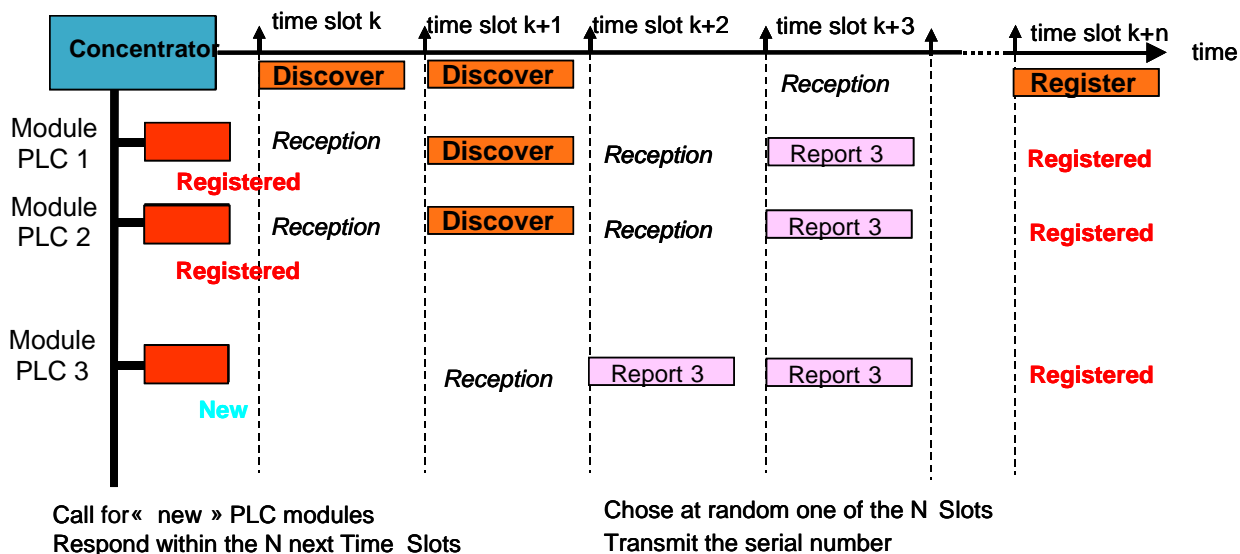 time slot k
time slot k+1
time slot k+2
time slot k+3
time slot k+n
Concentrator
time
Discover
Discover
Reception
Register
Module
PLC 1
Reception
Discover
Reception
Report 3
Registered
Registered
Module
PLC 2
Reception
Discover
Reception
Report 3
Registered
Registered
Module
PLC 3
Reception
Report 3
Report 3
Registered
New
Call for« new » PLC modules
Respond within the N next Time Slots
Chose at random one of the N Slots
Transmit the serial number